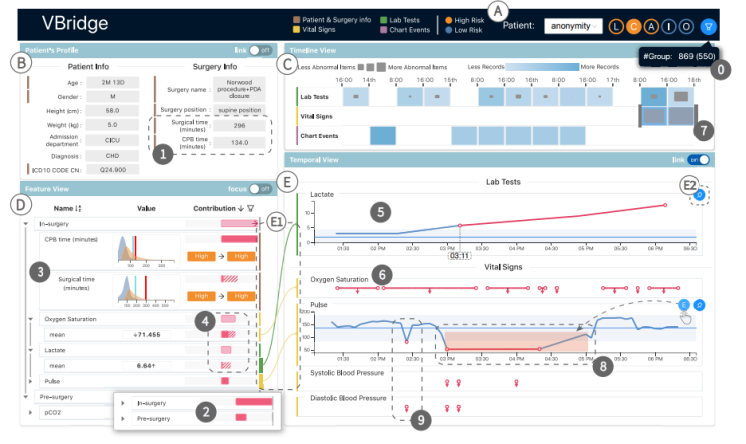 VBridge
Patient & Surgery info
Vital Signs
Lab Tests
Chart Events
High Risk
Low Risk
A
Patient: anonymity
L C A I O
#Group: 869 (550)
0
Patient's Profile
link off
B
Patient Info
Age : 2M 13D
Gender : M
Height (cm) : 58.0
Weight (kg) : 5.0
Admission department : CICU
Diagnosis : CHD
ICD10 CODE CN : Q24.900
Surgery Info
Surgery name : Norwood procedure+PDA closure
Surgery position : supine position
Surgical time (minutes) : 296
CPB time (minutes) : 134.0
1
Timeline View
C
Less Abnormal Items More Abnormal Items
Less Records More Records
16:00 14th 8:00 16:00 15th 8:00 16:00 16th 8:00 16:00 17th 8:00 16:00 18th
Lab Tests
Vital Signs
Chart Events
7
Feature View
focus off
D
Name Value Contribution
In-surgery
CPB time (minutes)
100 200
High → High
3
Surgical time (minutes)
100 200 300 400
High → High
Oxygen Saturation
4
mean +71.455
Lactate
mean 6.64↑
Pulse
Pre-surgery
pCO2
In-surgery
Pre-surgery
2
Temporal View
link on
E
E1
E2
Lab Tests
Lactate
10
5
0
5
01:30 02 PM 02:30 03 PM 03:30 04 PM 04:30 05 PM 05:30 06 PM 06:30
03:11
Vital Signs
Oxygen Saturation
6
Pulse
E
200
150
100
50
01:30 02 PM 02:30 03 PM 03:30 04 PM 04:30 05 PM 05:30 06 PM 06:30
8
Systolic Blood Pressure
Diastolic Blood Pressure
9